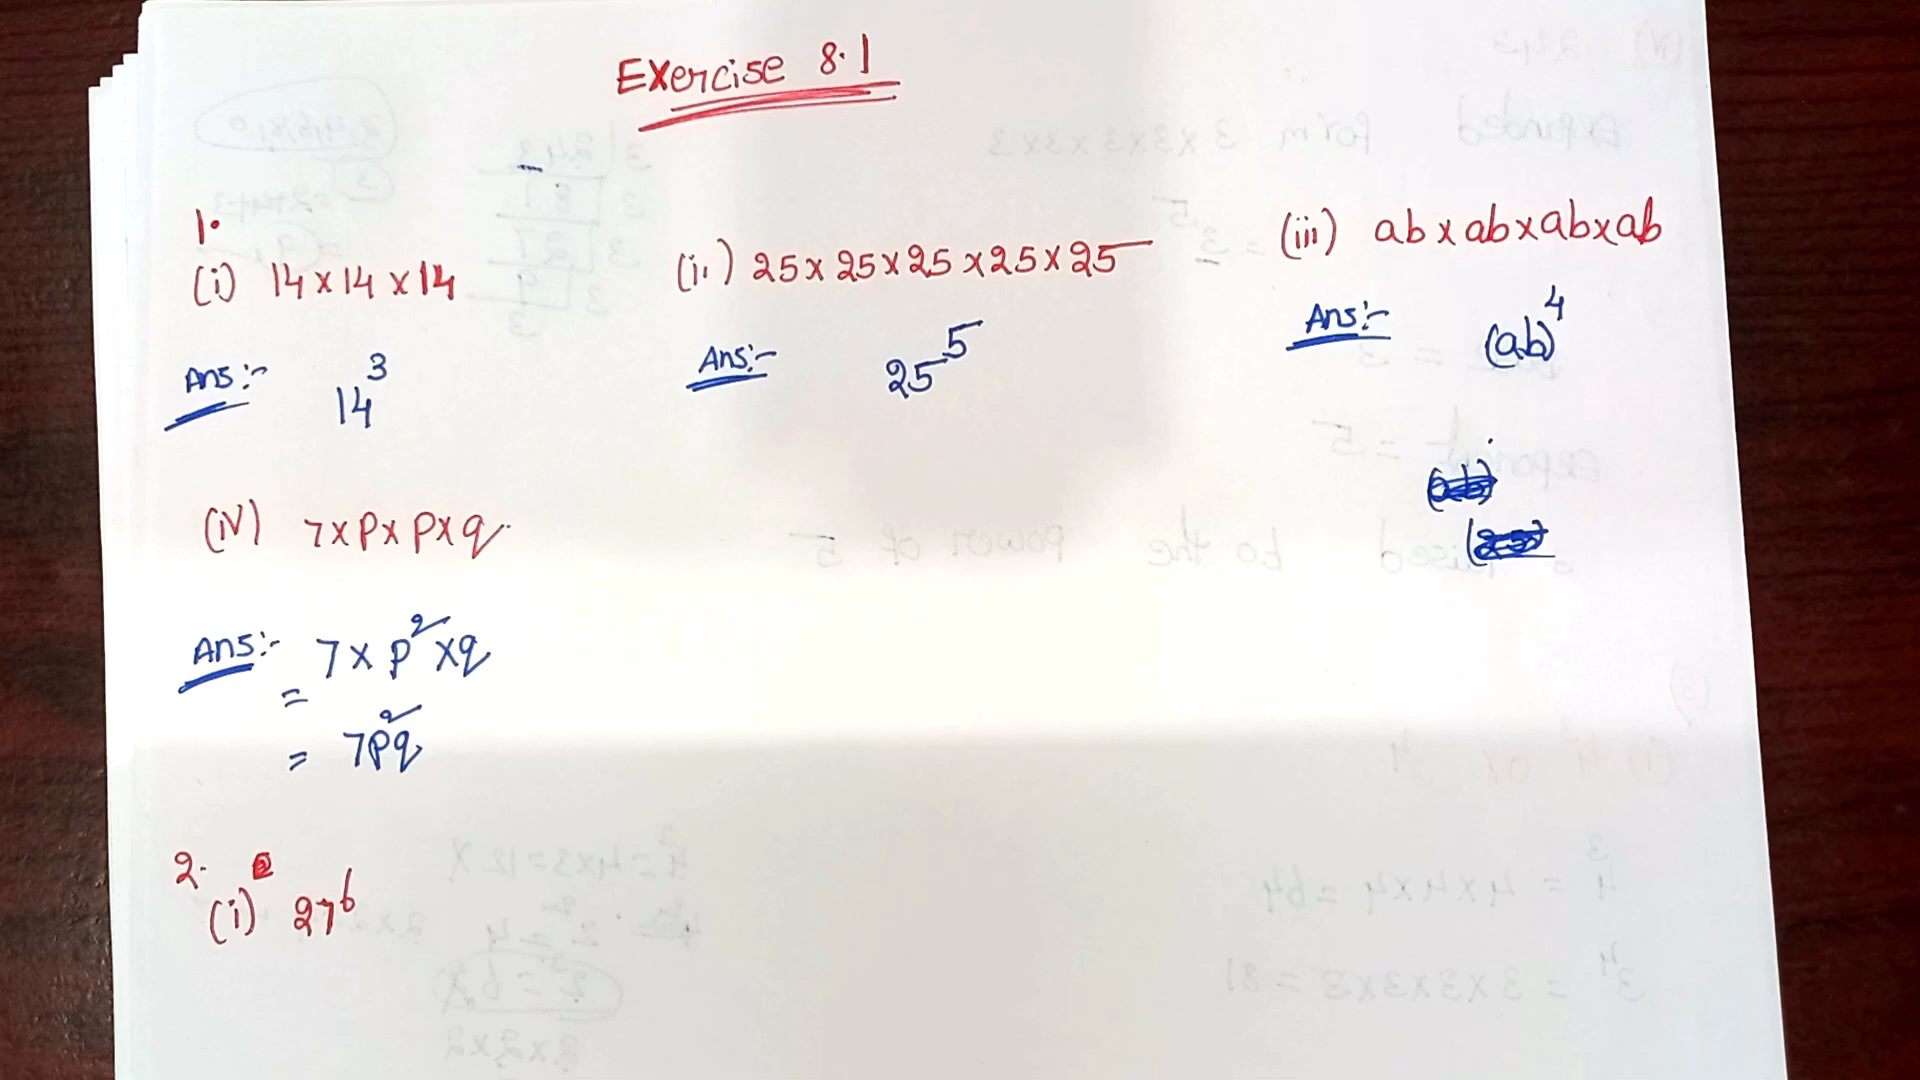 Exercise 8.1
1.
(i) 14 x 14 x 14
Ans:- 14³
(ii) 25 x 25 x 25 x 25 x 25
Ans:- 25⁵
(iii) ab x ab x ab x ab
Ans:- (ab)⁴
(iv) 7 x p x p x q
Ans:- 7 x p² x q
=
= 7p²q
2.
(i) 27⁶